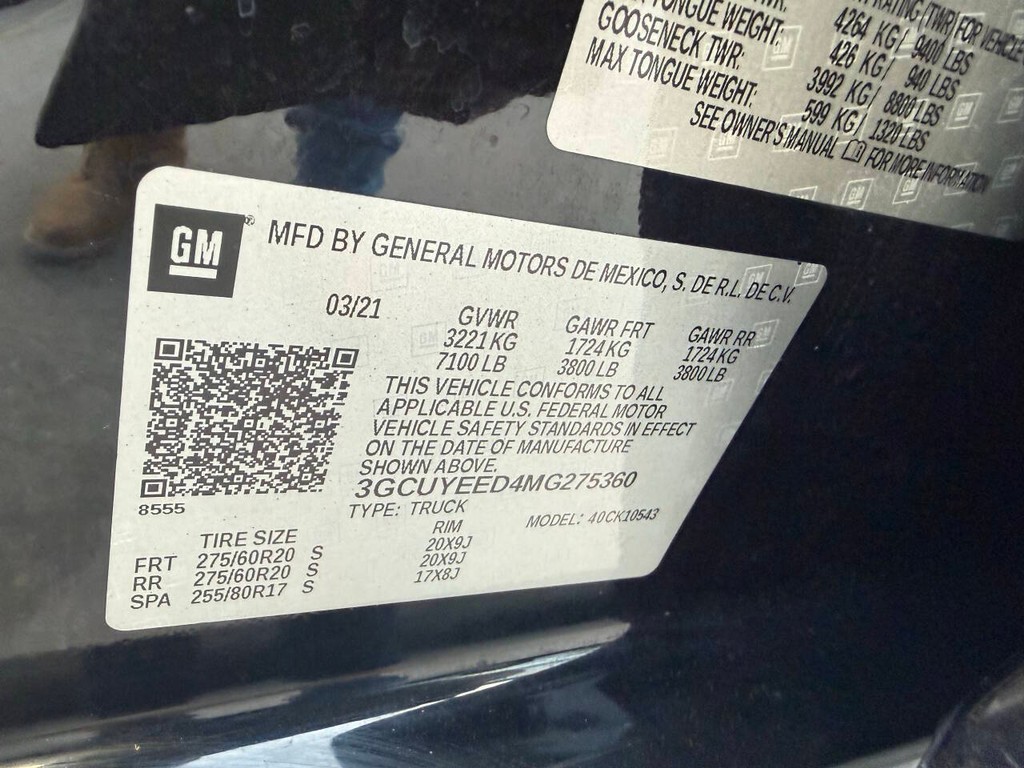 RATING (TWR) FOR VEHICLE
TWR: 4264 KG/ 9400 LBS
TONGUE WEIGHT: 426 KG/ 940 LBS
GOOSENECK TWR: 3992 KG/ 8800 LBS
MAX TONGUE WEIGHT: 599 KG/ 1320 LBS
SEE OWNER'S MANUAL FOR MORE INFORMATION
GM® MFD BY GENERAL MOTORS DE MEXICO, S. DE R.L. DE C.V.
03/21 GVWR GAWR FRT GAWR RR
3221 KG 1724 KG 1724 KG
7100 LB 3800 LB 3800 LB
THIS VEHICLE CONFORMS TO ALL
APPLICABLE U.S. FEDERAL MOTOR
VEHICLE SAFETY STANDARDS IN EFFECT
ON THE DATE OF MANUFACTURE
SHOWN ABOVE.
3GCUYEED4MG275360
8555
TYPE: TRUCK MODEL: 40CK10543
TIRE SIZE RIM
FRT 275/60R20 S 20X9J
RR 275/60R20 S 20X9J
SPA 255/80R17 S 17X8J